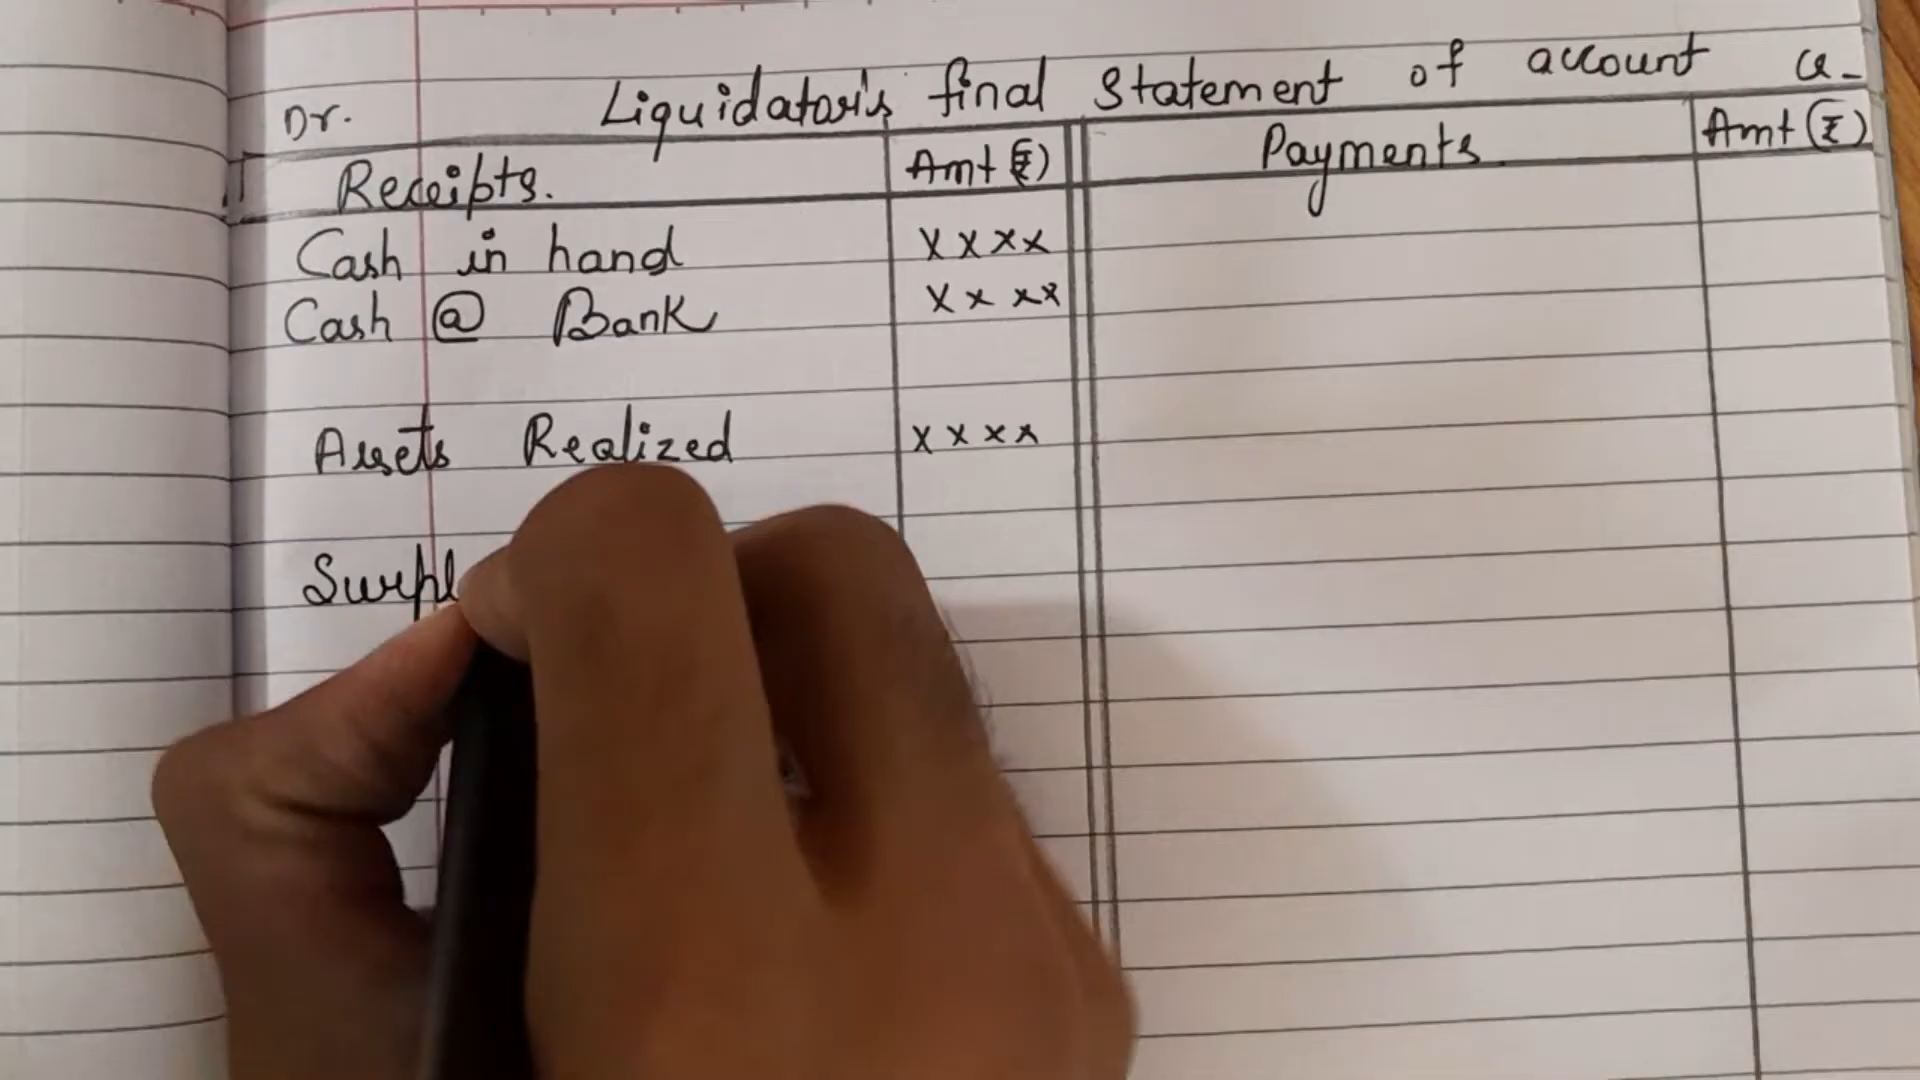 Dr. Liquidator's final Statement of account Cr.
Receipts. Amt (₹) Payments. Amt (₹)
Cash in hand xxxx
Cash @ Bank xxxx
Assets Realized xxxx
Surpl